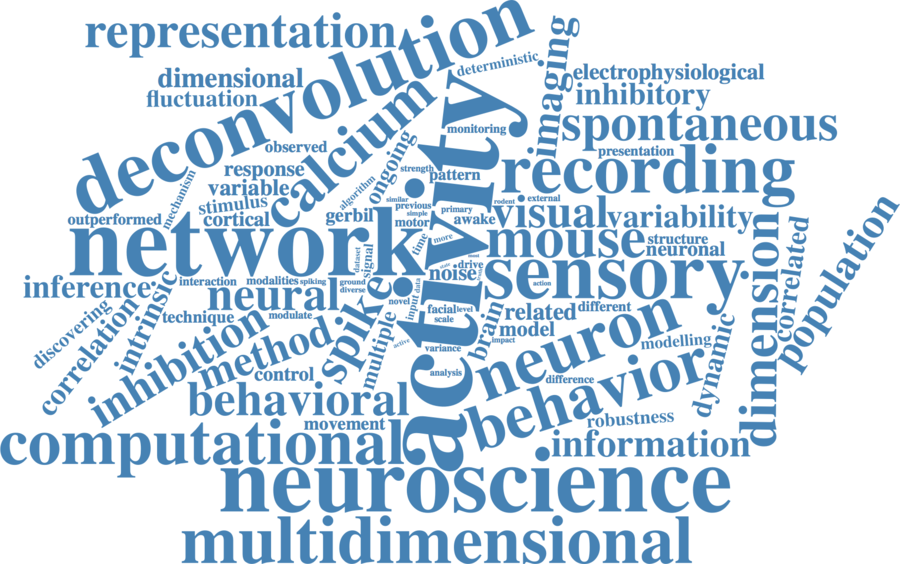 representation
deconvolution
deterministic
imaging
dimensional
fluctuation
electrophysiological
inhibitory
calcium
monitoring
spontaneous
observed
ongoing
presentation
response
variable
mechanism
stimulus
cortical
algorithm
strength
pattern
recording
activity
outperformed
gerbil
similar
previous
simple
motor
primary
awake
rodent
external
visual
variability
network
time
more
mouse
structure
neuronal
dimension
correlated
population
inference
interaction
modalities
spiking
ground
diverse
dataset
signal
noise
drive
most
sensory
action
intrinsic
neural
spike
novel
input
data
facial
level
scale
related
different
discovering
correlation
technique
modulate
multiple
brain
model
impact
modelling
dynamic
inhibition
method
active
variance
neuron
control
analysis
difference
behavioral
behavior
movement
robustness
computational
information
neuroscience
multidimensional